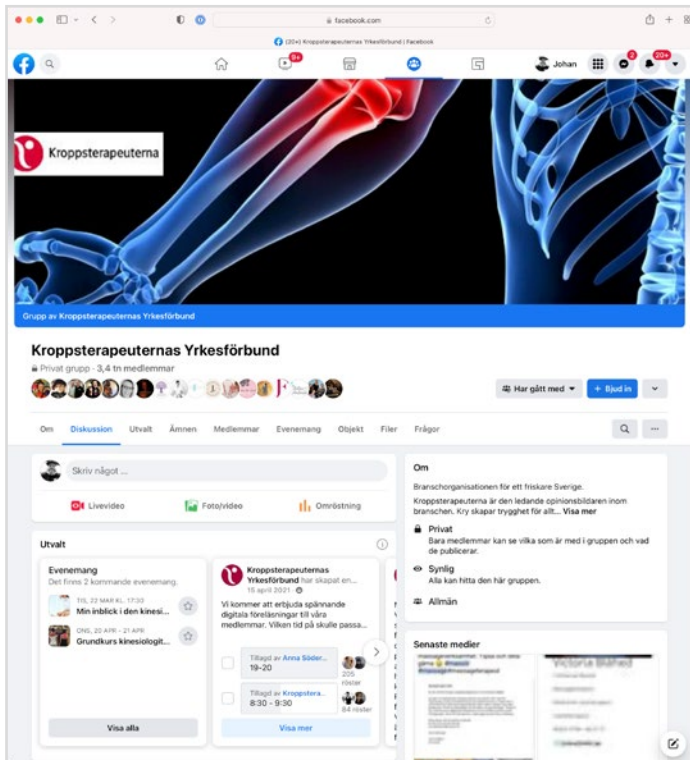 facebook.com
(20+) Kroppsterapeuternas Yrkesförbund | Facebook
9+
Johan
2
20+
Kroppsterapeuterna
Grupp av Kroppsterapeuternas Yrkesförbund
Kroppsterapeuternas Yrkesförbund
Privat grupp · 3,4 tn medlemmar
Har gått med
+ Bjud in
Om
Diskussion
Utvalt
Ämnen
Medlemmar
Evenemang
Objekt
Filer
Frågor
Skriv något ...
Livevideo
Foto/video
Omröstning
Utvalt
Evenemang
Det finns 2 kommande evenemang.
TIS, 22 MAR KL. 17:30
Min inblick i den kinesi...
ONS, 20 APR - 21 APR
Grundkurs kinesiologit...
Visa alla
Kroppsterapeuternas
Yrkesförbund har skapat en...
15 april 2021
Vi kommer att erbjuda spännande
digitala föreläsningar till våra
medlemmar. Vilken tid på skulle passa...
Tillagd av Anna Söder...
19-20
205
röster
Tillagd av Kroppstera...
8:30 - 9:30
84 röster
Visa mer
Om
Branschorganisationen för ett friskare Sverige.
Kroppsterapeuterna är den ledande opinionsbildaren inom
branschen. Kry skapar trygghet för allt... Visa mer
Privat
Bara medlemmar kan se vilka som är med i gruppen och vad
de publicerar.
Synlig
Alla kan hitta den här gruppen.
Allmän
Senaste medier